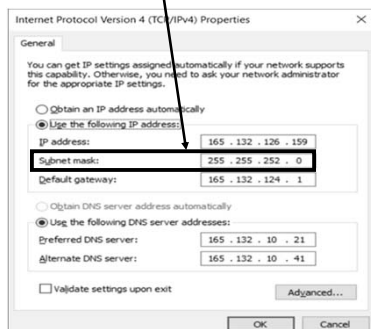 Internet Protocol Version 4 (TCP/IPv4) Properties
General
You can get IP settings assigned automatically if your network supports
this capability. Otherwise, you need to ask your network administrator
for the appropriate IP settings.
Obtain an IP address automatically
Use the following IP address:
IP address: 165 . 132 . 126 . 159
Subnet mask: 255 . 255 . 252 . 0
Default gateway: 165 . 132 . 124 . 1
Obtain DNS server address automatically
Use the following DNS server addresses:
Preferred DNS server: 165 . 132 . 10 . 21
Alternate DNS server: 165 . 132 . 10 . 41
Validate settings upon exit
Advanced...
OK Cancel